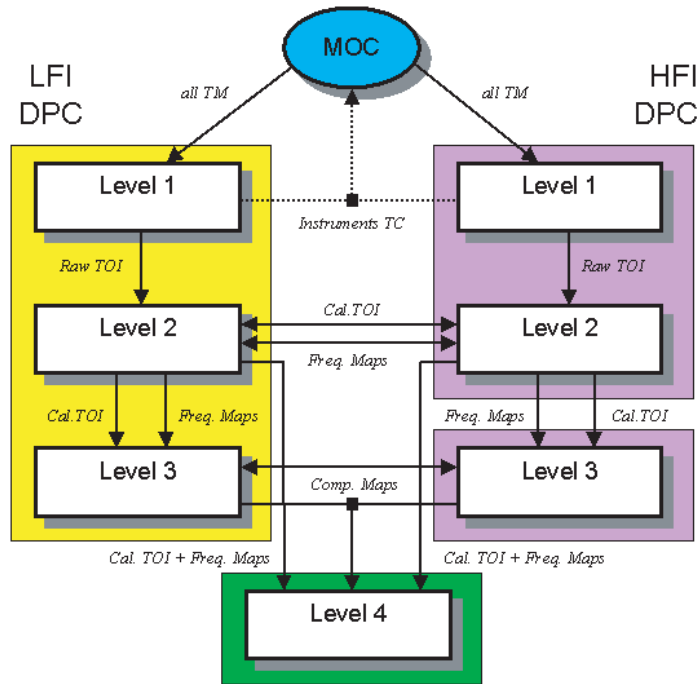 MOC
LFI
DPC
HFI
DPC
all TM
all TM
Level 1
Level 1
Instruments TC
Raw TOI
Raw TOI
Level 2
Level 2
Cal.TOI
Freq. Maps
Cal.TOI
Freq. Maps
Freq. Maps
Cal.TOI
Level 3
Level 3
Comp. Maps
Cal. TOI + Freq. Maps
Cal. TOI + Freq. Maps
Level 4